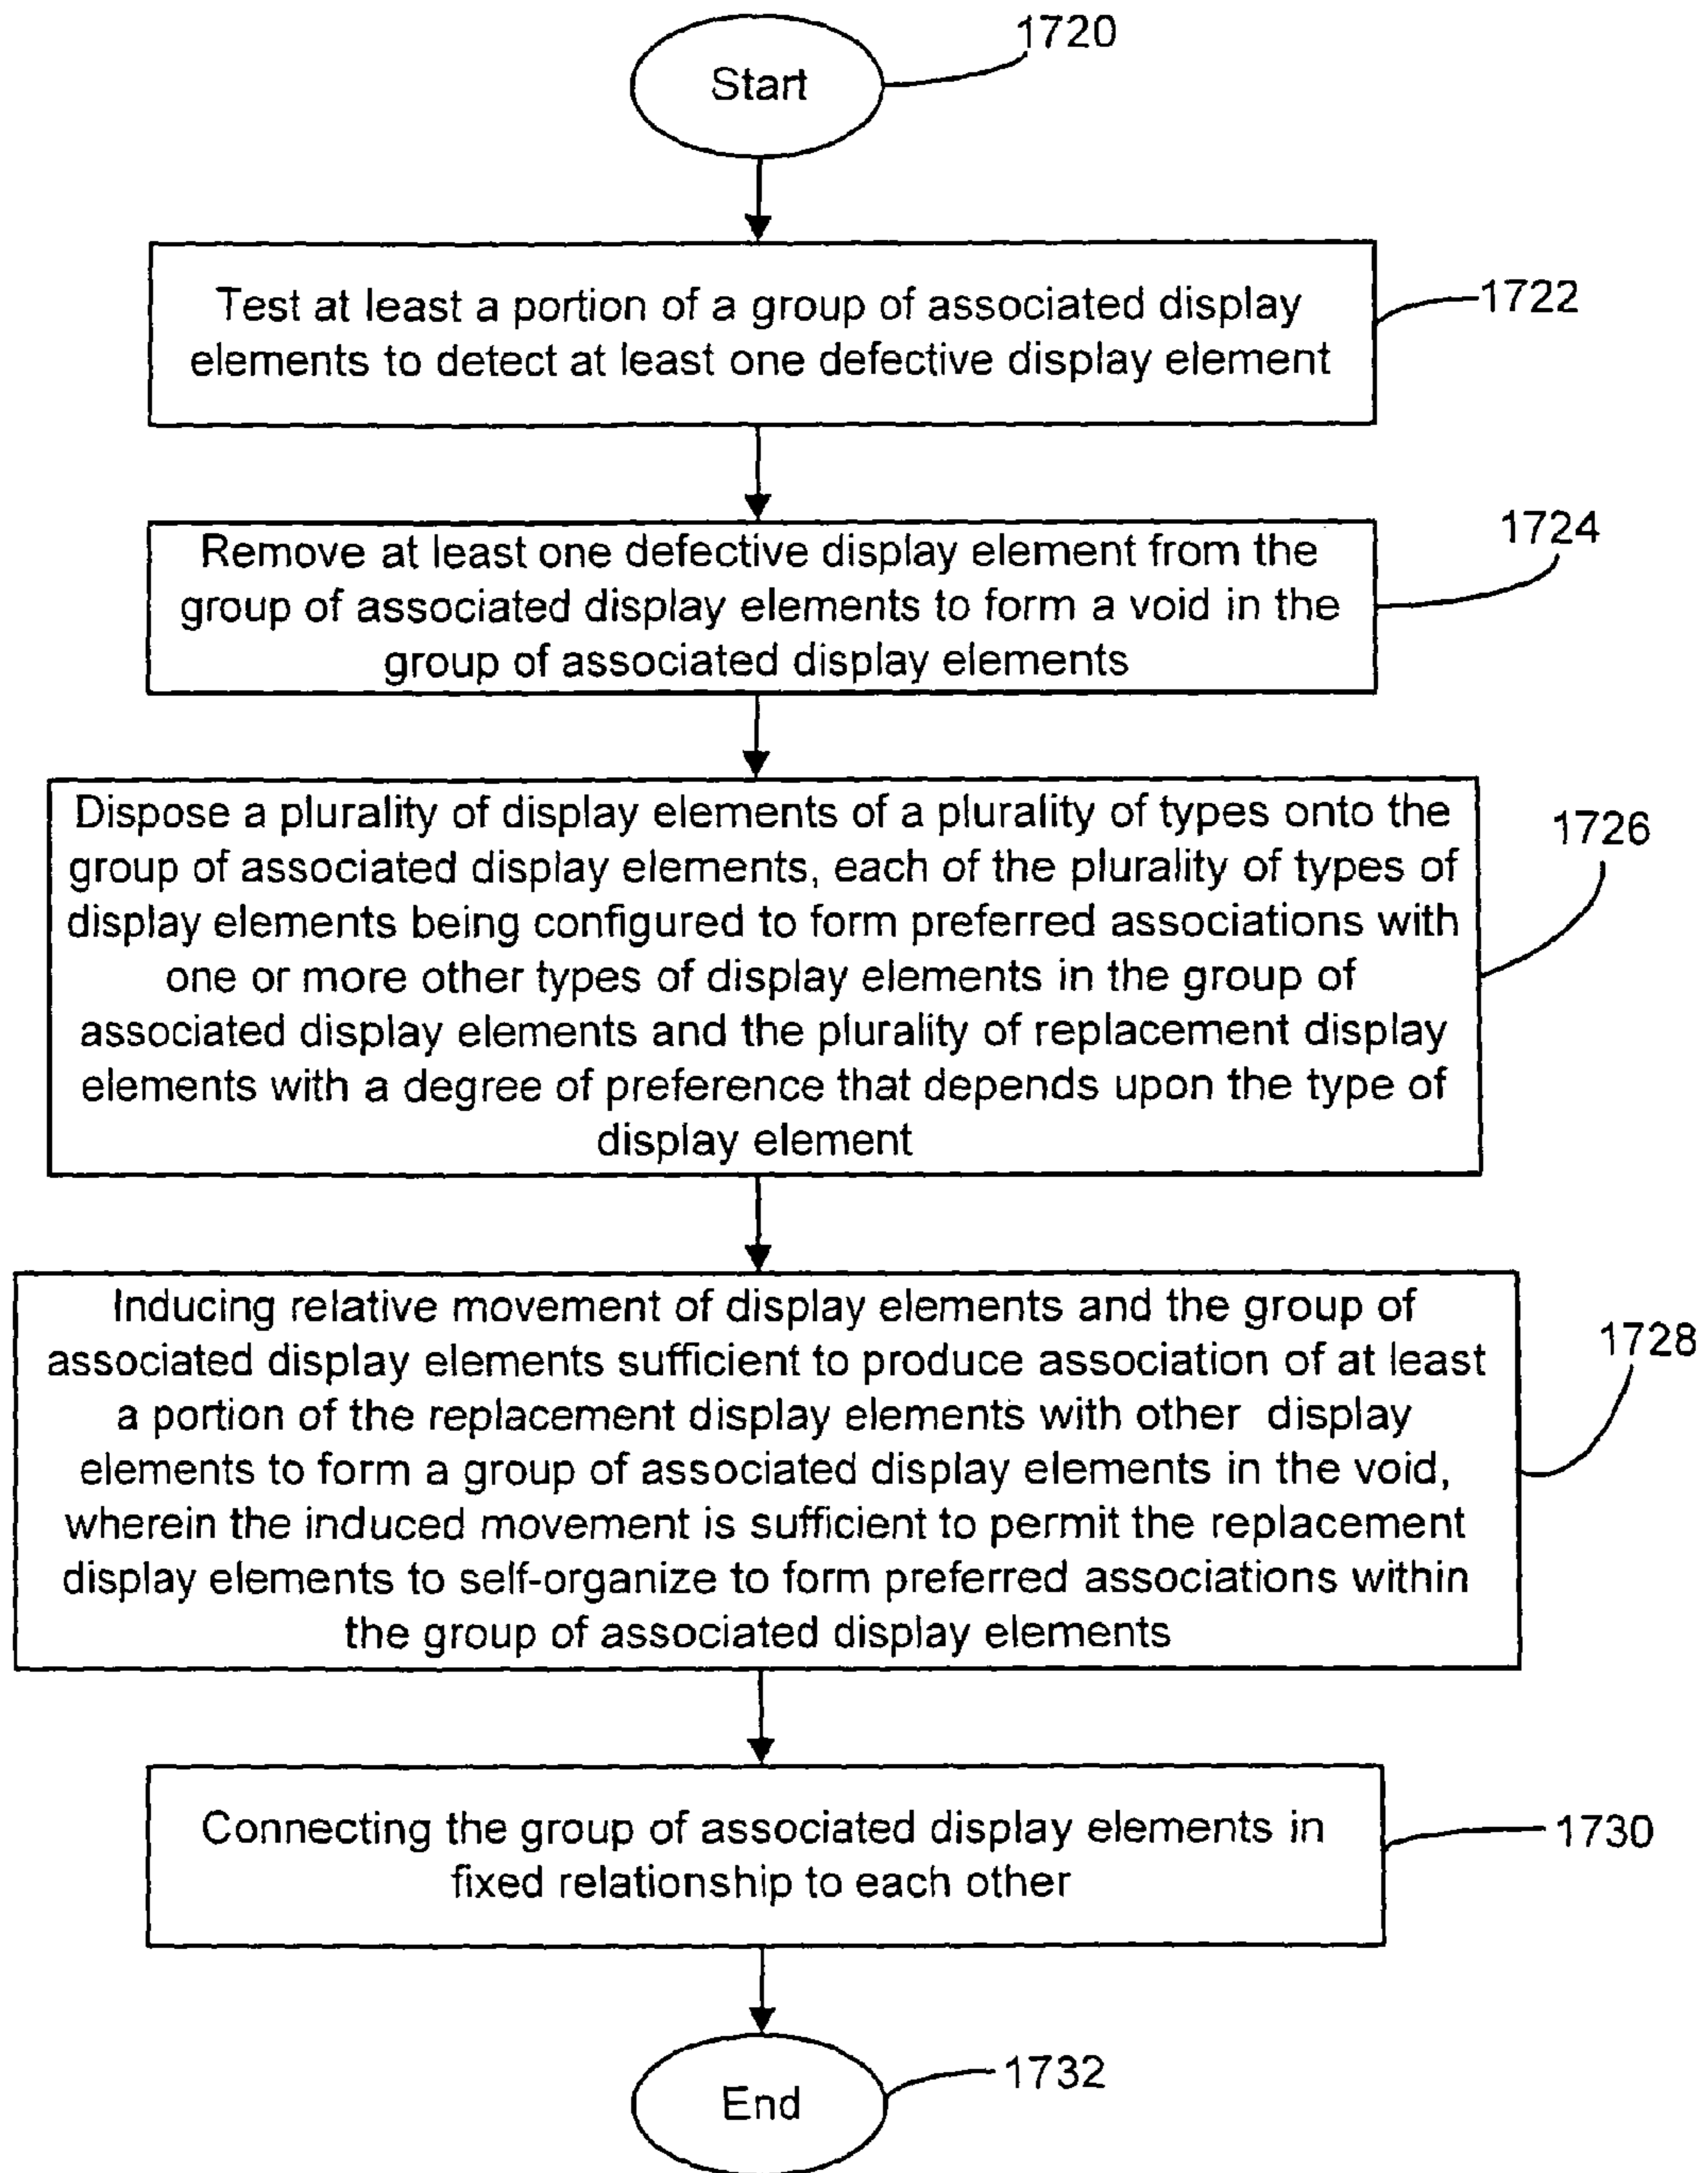 1720
Start
1722
Test at least a portion of a group of associated display
elements to detect at least one defective display element
1724
Remove at least one defective display element from the
group of associated display elements to form a void in the
group of associated display elements
1726
Dispose a plurality of display elements of a plurality of types onto the
group of associated display elements, each of the plurality of types of
display elements being configured to form preferred associations with
one or more other types of display elements in the group of
associated display elements and the plurality of replacement display
elements with a degree of preference that depends upon the type of
display element
1728
Inducing relative movement of display elements and the group of
associated display elements sufficient to produce association of at least
a portion of the replacement display elements with other display
elements to form a group of associated display elements in the void,
wherein the induced movement is sufficient to permit the replacement
display elements to self-organize to form preferred associations within
the group of associated display elements
1730
Connecting the group of associated display elements in
fixed relationship to each other
1732
End